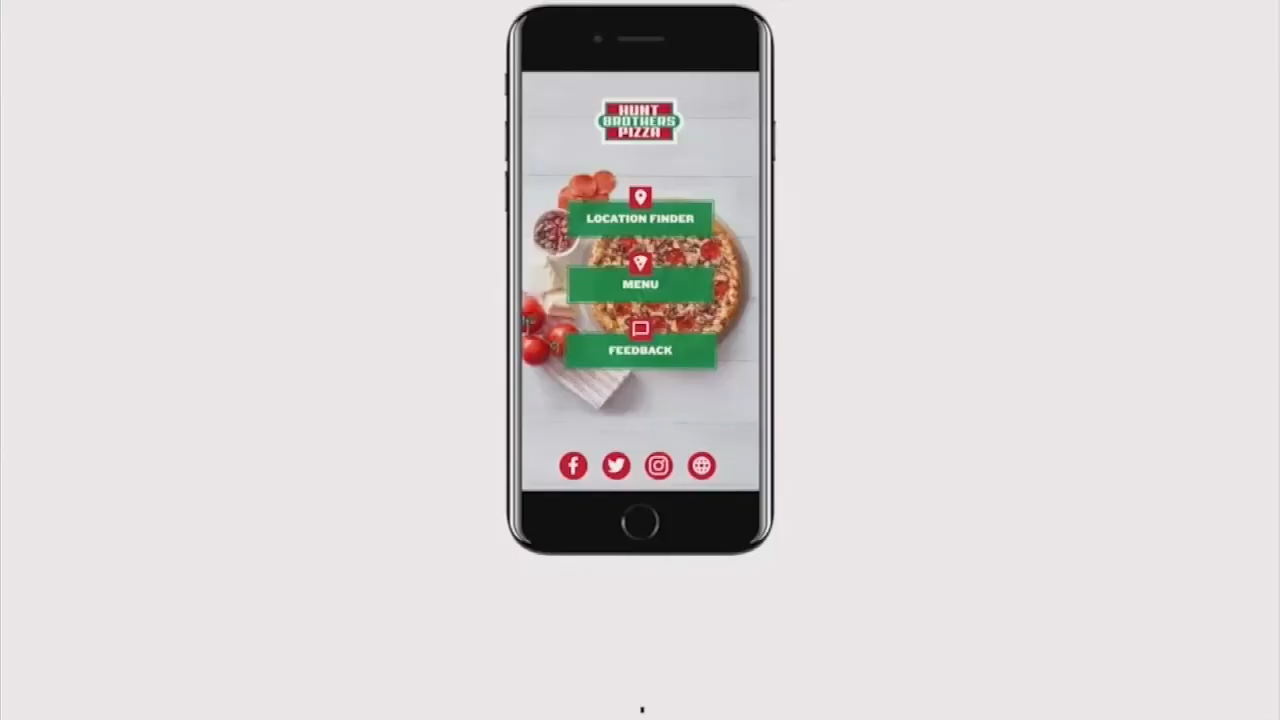 HUNT
BROTHERS
PIZZA
LOCATION FINDER
MENU
FEEDBACK